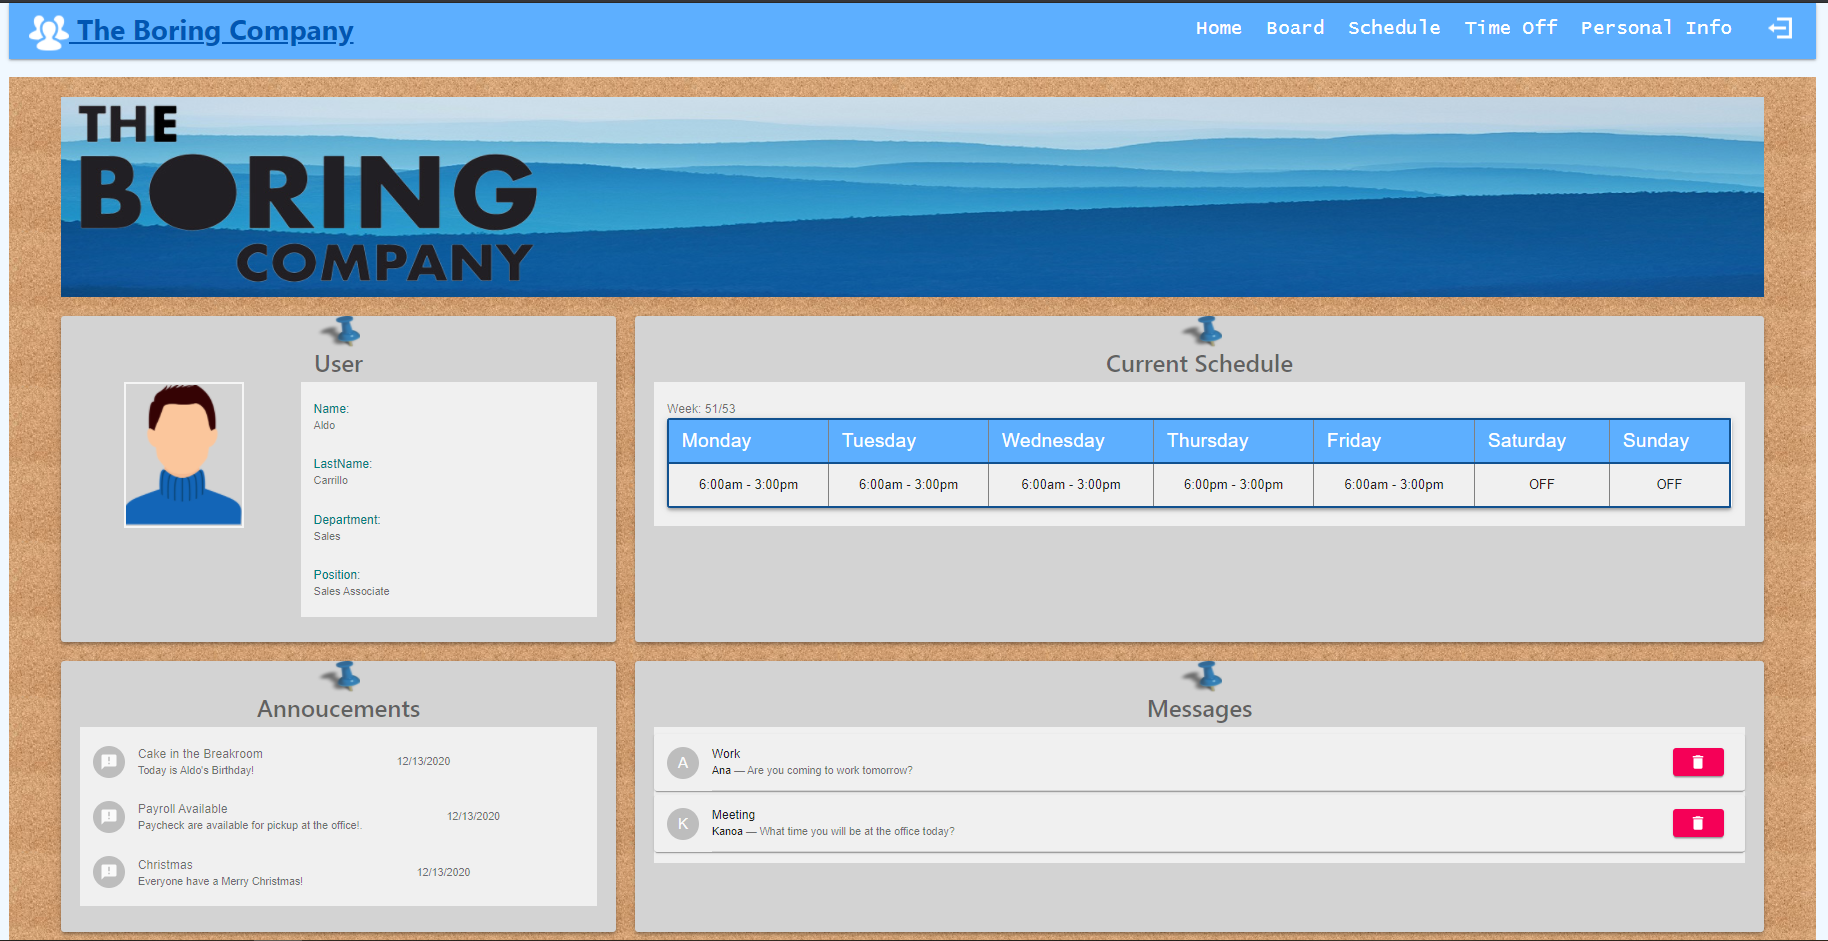 The Boring Company
Home Board Schedule Time Off Personal Info
THE
BORING
COMPANY
User
Name:
Aldo
LastName:
Carrillo
Department:
Sales
Position:
Sales Associate
Current Schedule
Week: 51/53
Monday Tuesday Wednesday Thursday Friday Saturday Sunday
6:00am - 3:00pm 6:00am - 3:00pm 6:00am - 3:00pm 6:00pm - 3:00pm 6:00am - 3:00pm OFF OFF
Annoucements
Cake in the Breakroom 12/13/2020
Today is Aldo's Birthday!
Payroll Available 12/13/2020
Paycheck are available for pickup at the office!.
Christmas 12/13/2020
Everyone have a Merry Christmas!
Messages
A Work
Ana — Are you coming to work tomorrow?
K Meeting
Kanoa — What time you will be at the office today?